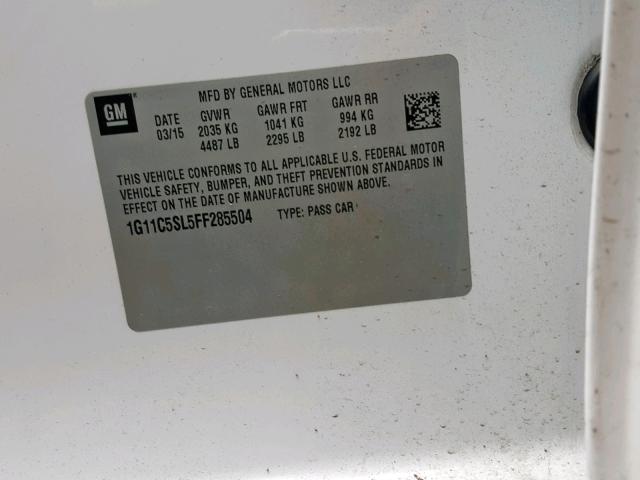 GM
MFD BY GENERAL MOTORS LLC
DATE GVWR GAWR FRT GAWR RR
03/15 2035 KG 1041 KG 994 KG
4487 LB 2295 LB 2192 LB
THIS VEHICLE CONFORMS TO ALL APPLICABLE U.S. FEDERAL MOTOR
VEHICLE SAFETY, BUMPER, AND THEFT PREVENTION STANDARDS IN
EFFECT ON THE DATE OF MANUFACTURE SHOWN ABOVE.
1G11C5SL5FF285504 TYPE: PASS CAR